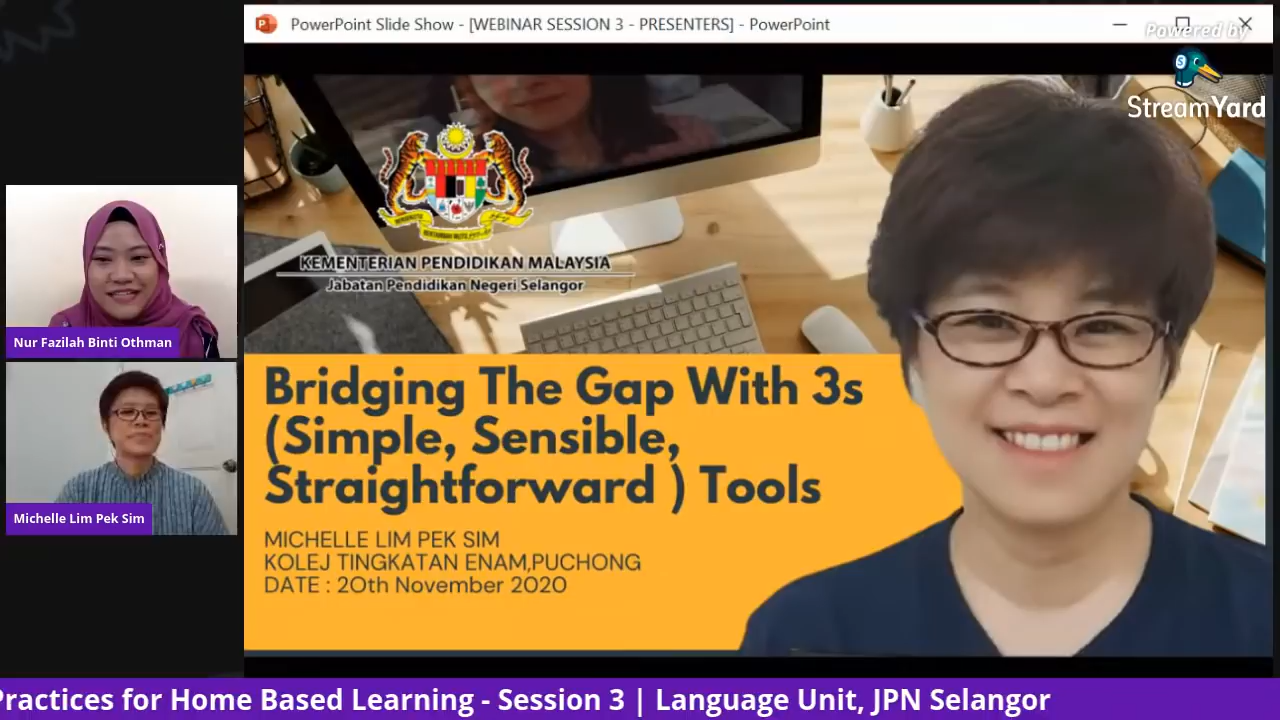 PowerPoint Slide Show - [WEBINAR SESSION 3 - PRESENTERS] - PowerPoint
Powered by
StreamYard
KEMENTERIAN PENDIDIKAN MALAYSIA
Jabatan Pendidikan Negeri Selangor
Nur Fazilah Binti Othman
Michelle Lim Pek Sim
Bridging The Gap With 3s
(Simple, Sensible,
Straightforward ) Tools
MICHELLE LIM PEK SIM
KOLEJ TINGKATAN ENAM,PUCHONG
DATE : 20th November 2020
Practices for Home Based Learning - Session 3 | Language Unit, JPN Selangor